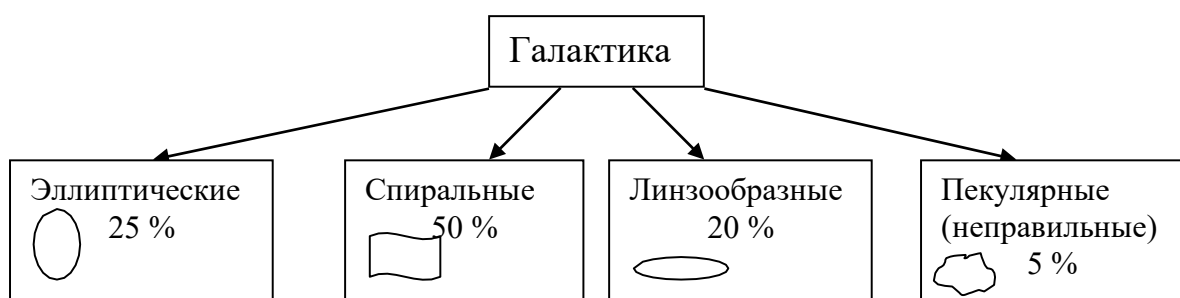 Галактика
Эллиптические
25 %
Спиральные
50 %
Линзообразные
20 %
Пекулярные
(неправильные)
5 %